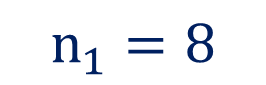 n₁ = 8